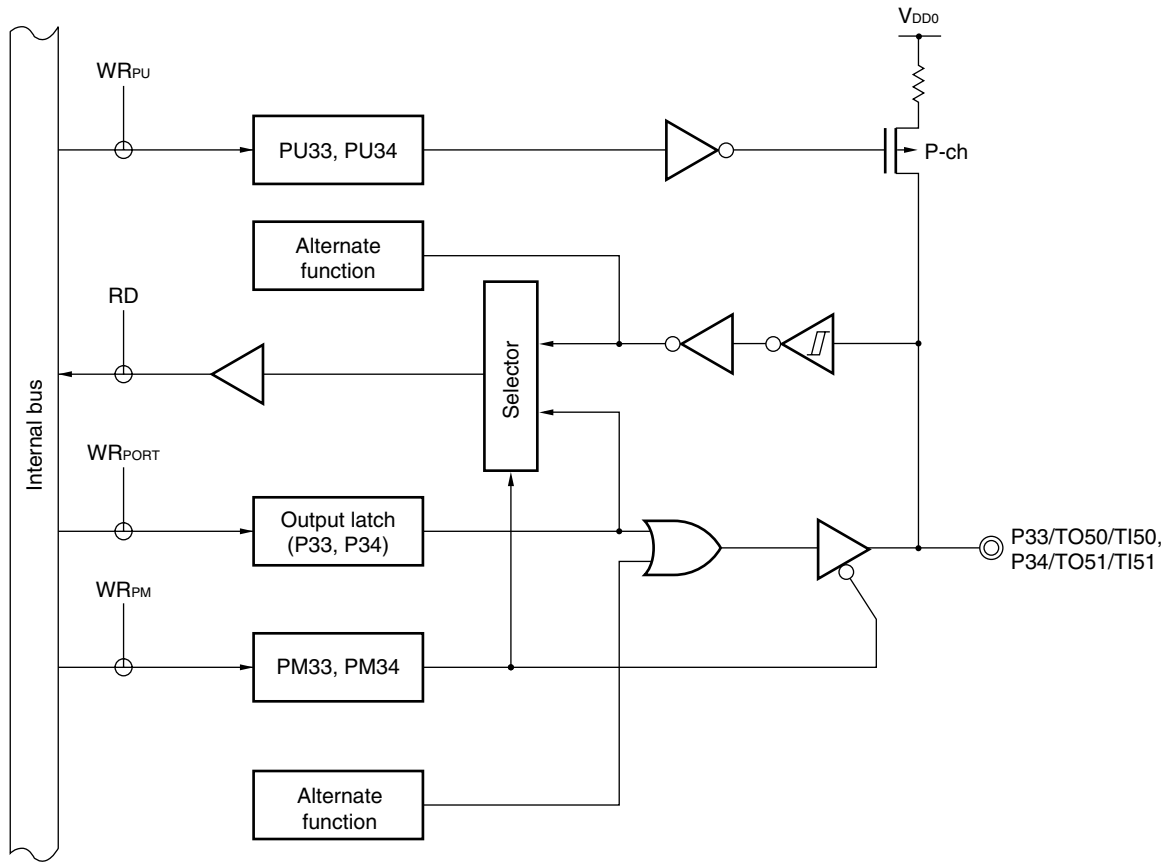 VDD0
WRPU
PU33, PU34
P-ch
Alternate
function
RD
Selector
Internal bus
WRPORT
Output latch
(P33, P34)
P33/TO50/TI50,
P34/TO51/TI51
WRPM
PM33, PM34
Alternate
function